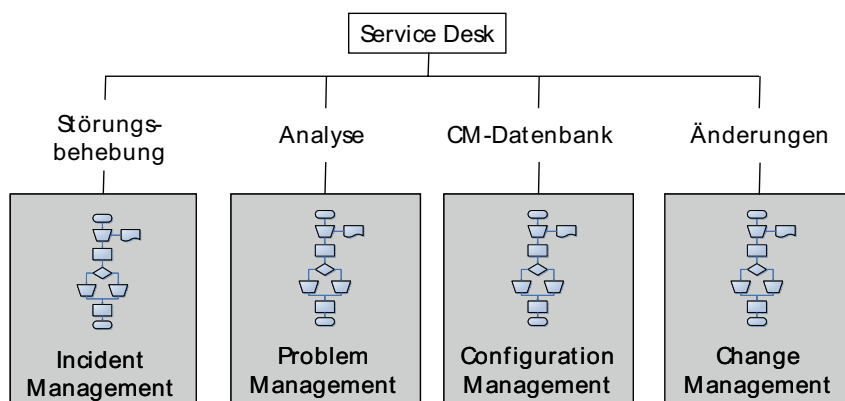 Service Desk
Störungs-
behebung
Analyse
CM-Datenbank
Änderungen
Incident
Management
Problem
Management
Configuration
Management
Change
Management